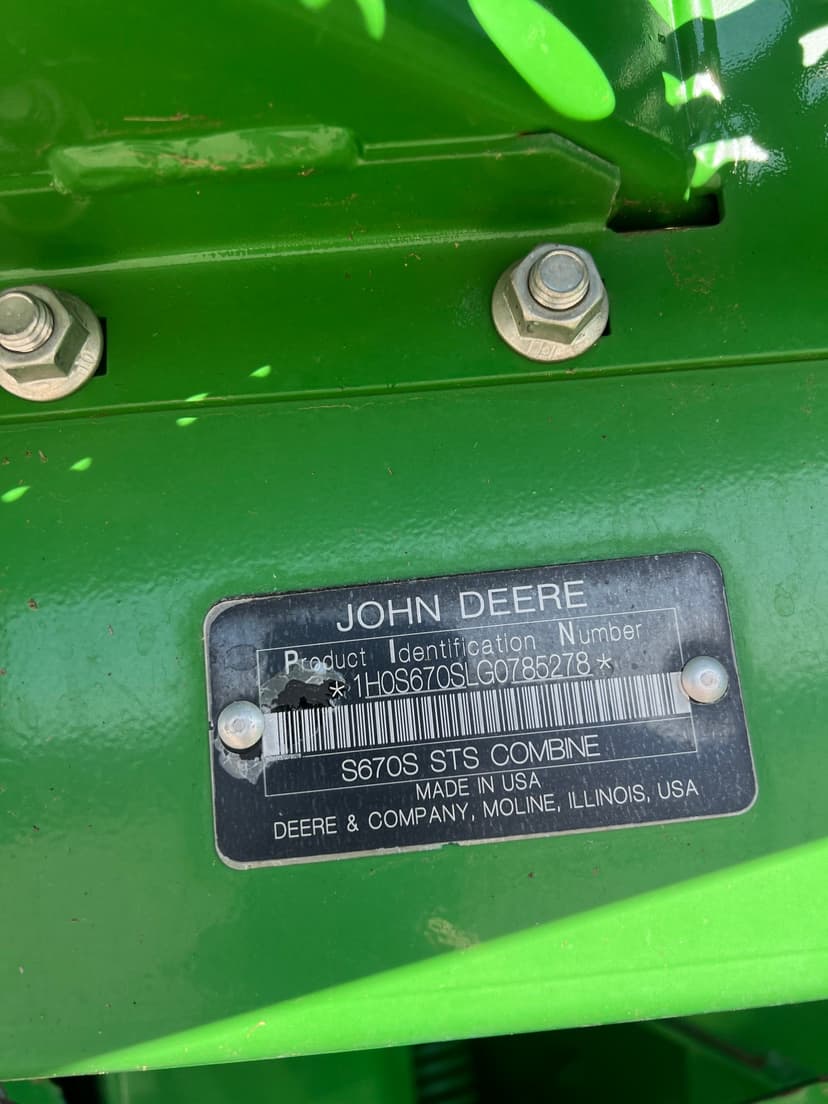 JOHN DEERE
Product Identification Number
*1H0S670SLG0785278*
S670S STS COMBINE
MADE IN USA
DEERE & COMPANY, MOLINE, ILLINOIS, USA